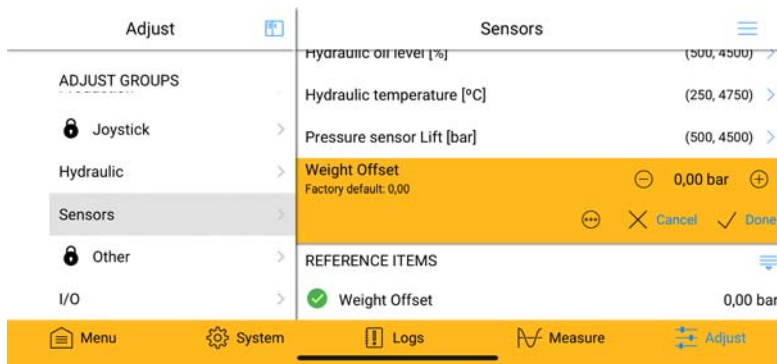 Adjust
ADJUST GROUPS
Joystick
Hydraulic
Sensors
Other
I/O
Sensors
Hydraulic oil level [%] (500, 4500)
Hydraulic temperature [ºC] (250, 4750)
Pressure sensor Lift [bar] (500, 4500)
Weight Offset
Factory default: 0,00
0,00 bar
Cancel Done
REFERENCE ITEMS
Weight Offset 0,00 bar
Menu System Logs Measure Adjust